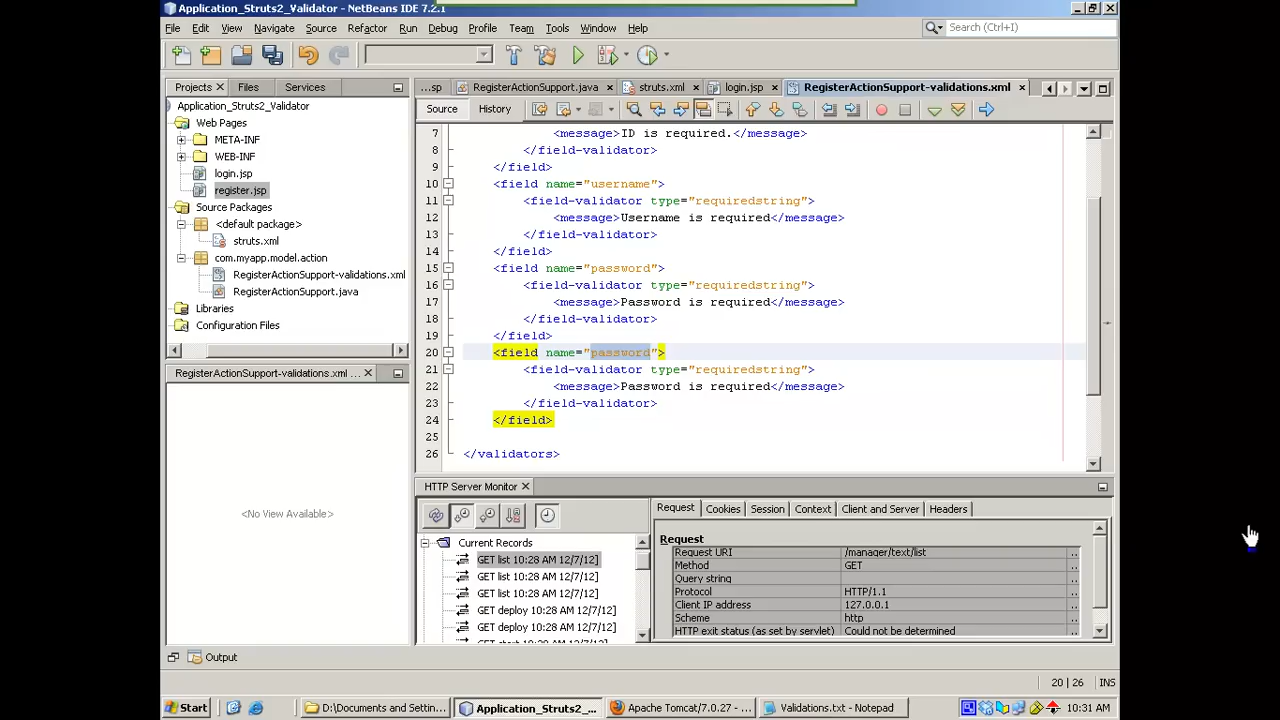 Application_Struts2_Validator - NetBeans IDE 7.2.1
File Edit View Navigate Source Refactor Run Debug Profile Team Tools Window Help
Search (Ctrl+I)
Projects Files Services
...sp RegisterActionSupport.java struts.xml login.jsp RegisterActionSupport-validations.xml
Source History
Application_Struts2_Validator
Web Pages
META-INF
WEB-INF
login.jsp
register.jsp
Source Packages
<default package>
struts.xml
com.myapp.model.action
RegisterActionSupport-validations.xml
RegisterActionSupport.java
Libraries
Configuration Files
7 <message>ID is required.</message>
8 </field-validator>
9 </field>
10 <field name="username">
11 <field-validator type="requiredstring">
12 <message>Username is required</message>
13 </field-validator>
14 </field>
15 <field name="password">
16 <field-validator type="requiredstring">
17 <message>Password is required</message>
18 </field-validator>
19 </field>
20 <field name="password">
21 <field-validator type="requiredstring">
22 <message>Password is required</message>
23 </field-validator>
24 </field>
25
26 </validators>
RegisterActionSupport-validations.xml ...
<No View Available>
HTTP Server Monitor
Current Records
GET list 10:28 AM 12/7/12]
GET list 10:28 AM 12/7/12]
GET list 10:28 AM 12/7/12]
GET deploy 10:28 AM 12/7/12]
GET deploy 10:28 AM 12/7/12]
Request Cookies Session Context Client and Server Headers
Request
Request URI /manager/text/list ..
Method GET ..
Query string ..
Protocol HTTP/1.1 ..
Client IP address 127.0.0.1 ..
Scheme http ..
HTTP exit status (as set by servlet) Could not be determined ..
Output
20 | 26 INS
Start D:\Documents and Settin... Application_Struts2_... Apache Tomcat/7.0.27 - ... Validations.txt - Notepad 10:31 AM